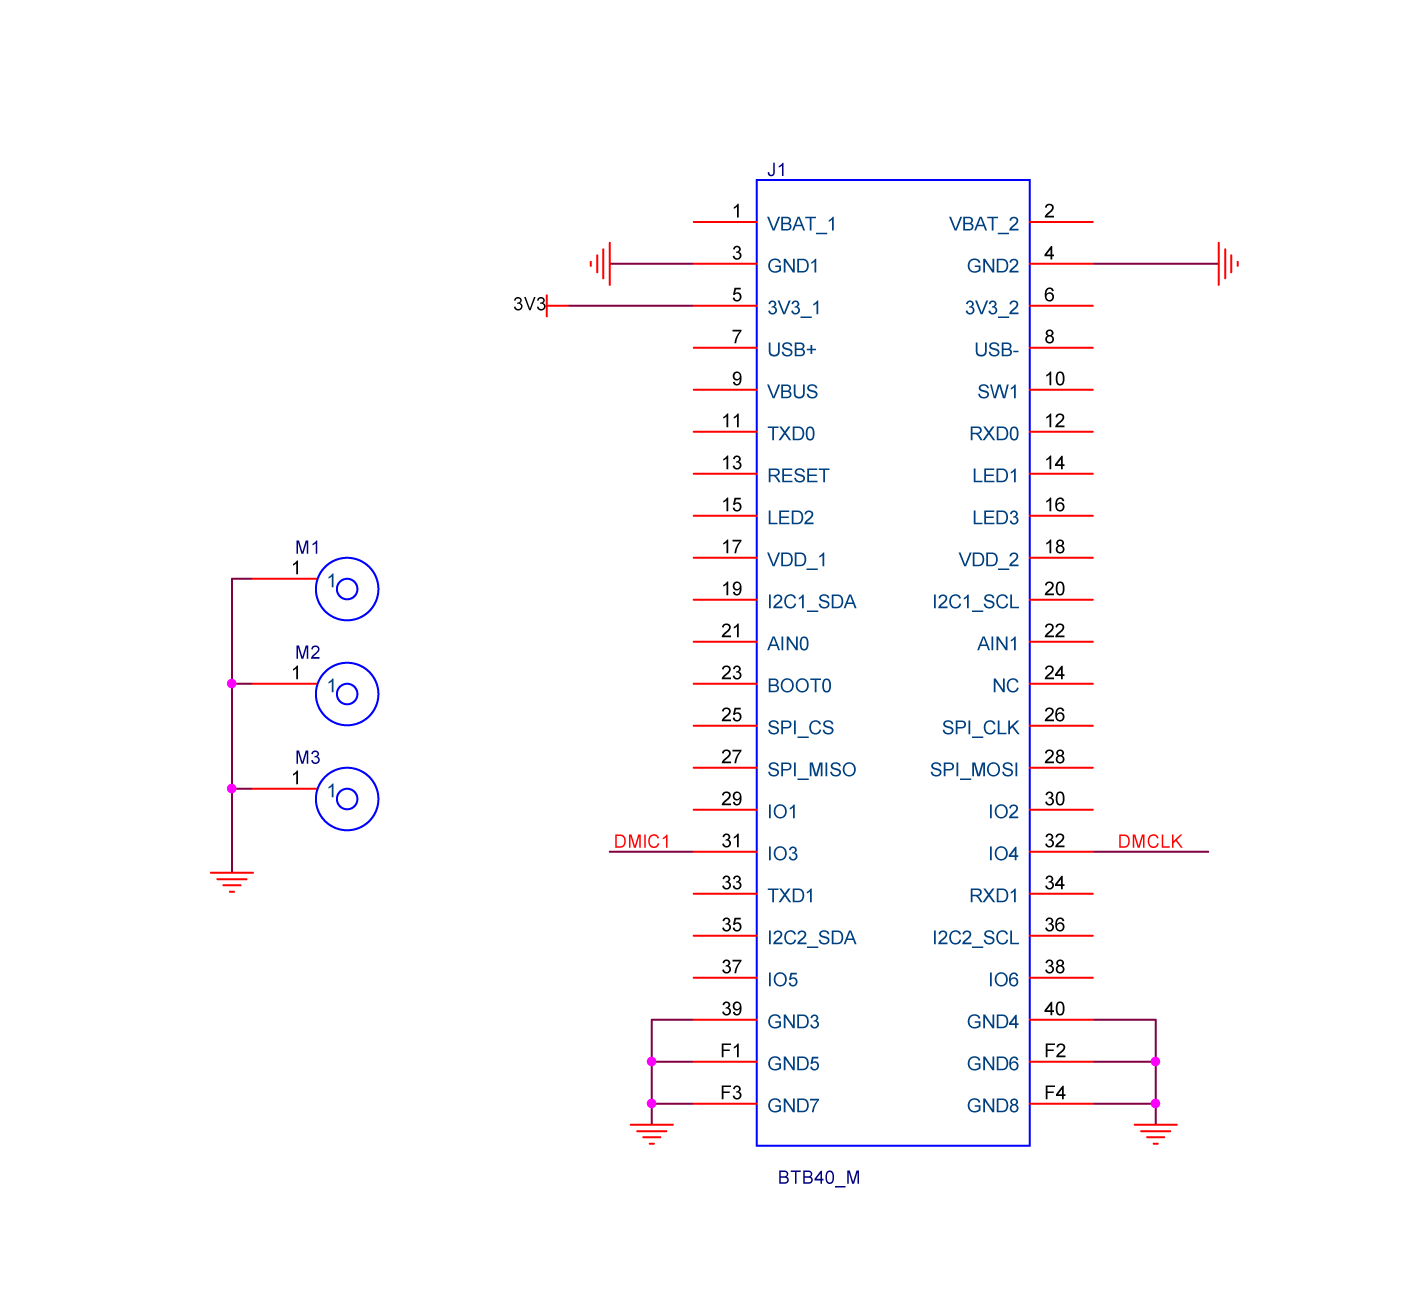 J1
1 VBAT_1 VBAT_2 2
3 GND1 GND2 4
3V3 5 3V3_1 3V3_2 6
7 USB+ USB- 8
9 VBUS SW1 10
11 TXD0 RXD0 12
13 RESET LED1 14
15 LED2 LED3 16
17 VDD_1 VDD_2 18
19 I2C1_SDA I2C1_SCL 20
21 AIN0 AIN1 22
23 BOOT0 NC 24
25 SPI_CS SPI_CLK 26
27 SPI_MISO SPI_MOSI 28
29 IO1 IO2 30
DMIC1 31 IO3 IO4 32 DMCLK
33 TXD1 RXD1 34
35 I2C2_SDA I2C2_SCL 36
37 IO5 IO6 38
39 GND3 GND4 40
F1 GND5 GND6 F2
F3 GND7 GND8 F4
BTB40_M
M1
1 1
M2
1 1
M3
1 1